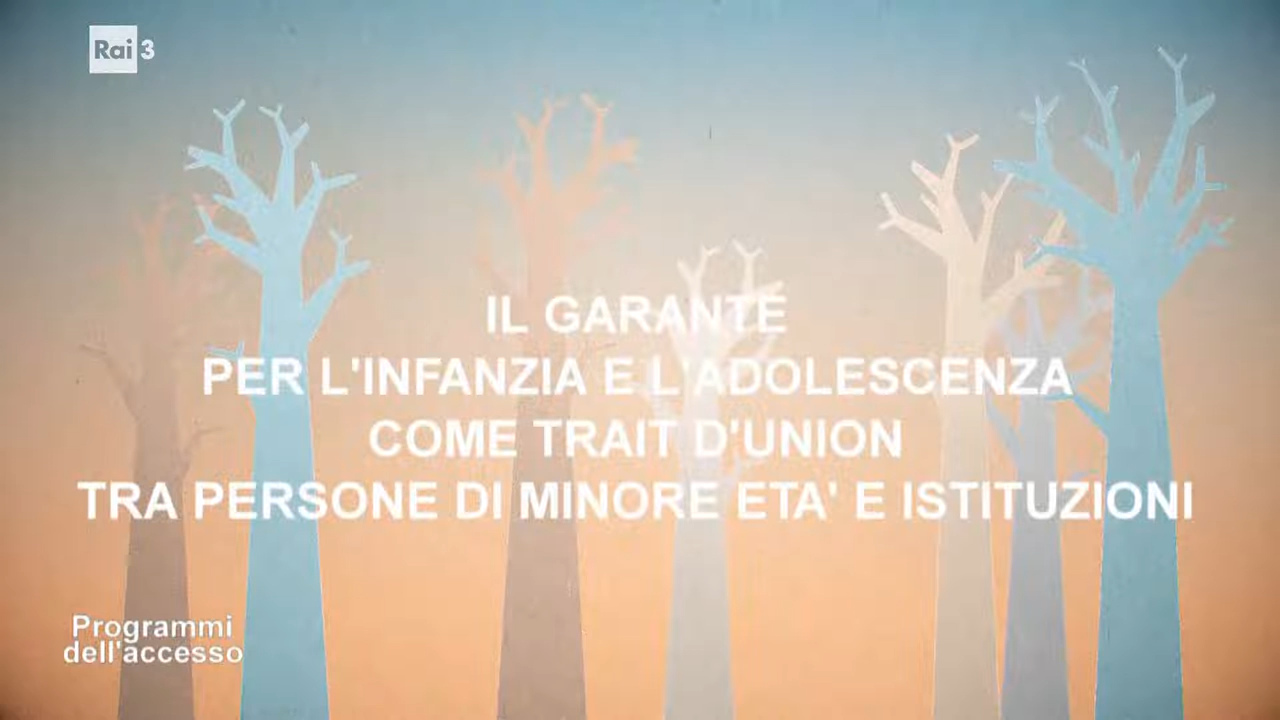 Rai 3
IL GARANTE
PER L'INFANZIA E L'ADOLESCENZA
COME TRAIT D'UNION
TRA PERSONE DI MINORE ETA' E ISTITUZIONI
Programmi
dell'accesso